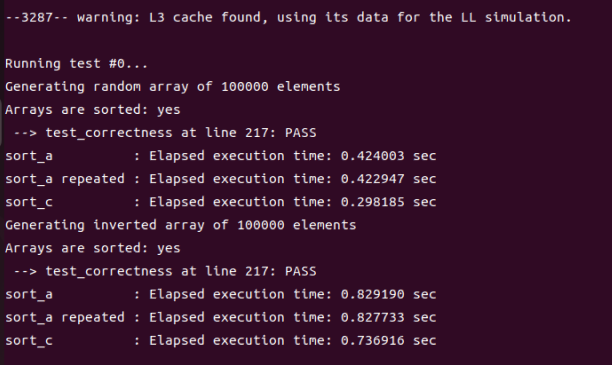 --3287-- warning: L3 cache found, using its data for the LL simulation.
Running test #0...
Generating random array of 100000 elements
Arrays are sorted: yes
 --> test_correctness at line 217: PASS
sort_a          : Elapsed execution time: 0.424003 sec
sort_a repeated : Elapsed execution time: 0.422947 sec
sort_c          : Elapsed execution time: 0.298185 sec
Generating inverted array of 100000 elements
Arrays are sorted: yes
 --> test_correctness at line 217: PASS
sort_a          : Elapsed execution time: 0.829190 sec
sort_a repeated : Elapsed execution time: 0.827733 sec
sort_c          : Elapsed execution time: 0.736916 sec